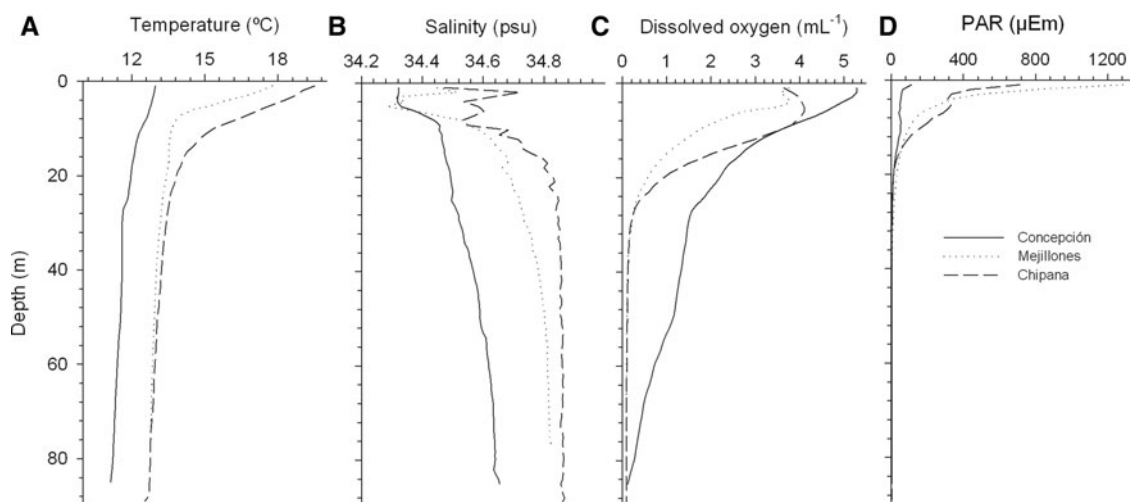 A Temperature (ºC)
12 15 18
B Salinity (psu)
34.2 34.4 34.6 34.8
C Dissolved oxygen (mL-1)
0 1 2 3 4 5
D PAR (µEm)
0 400 800 1200
Depth (m)
0
20
40
60
80
Concepción
Mejillones
Chipana